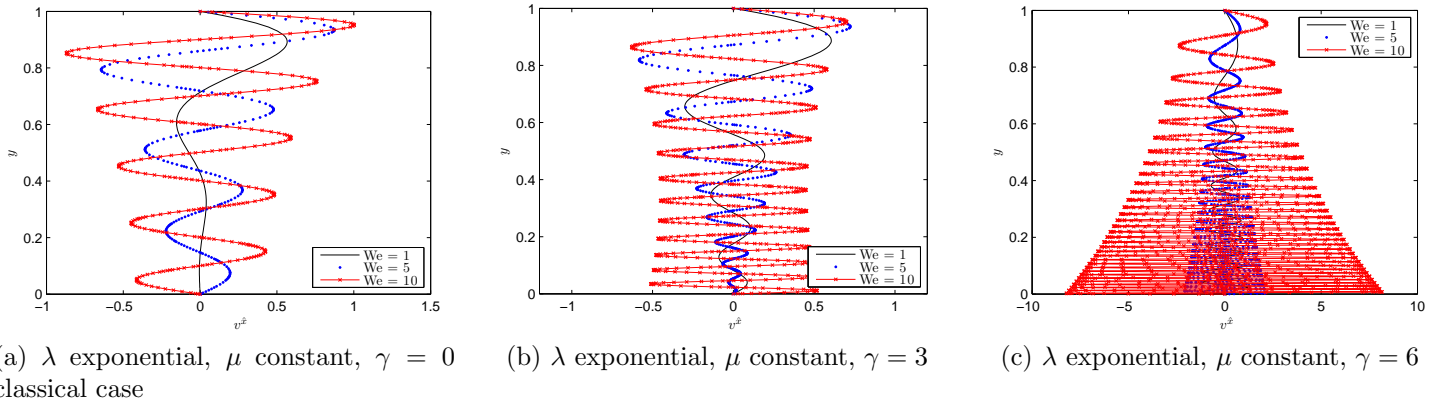 1
0.8
0.6
0.4
0.2
0
y
−1
−0.5
0
0.5
1
1.5
v^x̂
We = 1
We = 5
We = 10
1
0.8
0.6
0.4
0.2
0
y
−1
−0.5
0
0.5
1
v^x̂
We = 1
We = 5
We = 10
1
0.8
0.6
0.4
0.2
0
y
−10
−5
0
5
10
v^x̂
We = 1
We = 5
We = 10
(a) λ exponential, μ constant, γ = 0
classical case
(b) λ exponential, μ constant, γ = 3
(c) λ exponential, μ constant, γ = 6